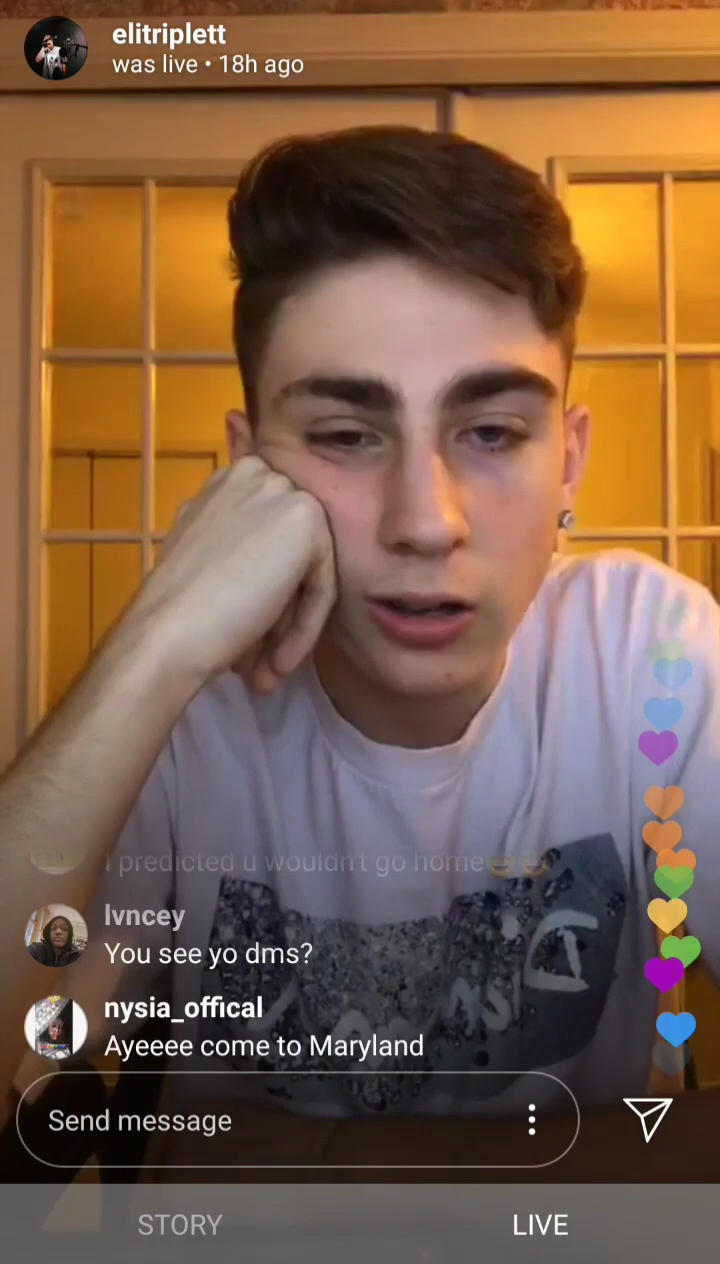 elitriplett
was live • 18h ago
I predicted u wouldn't go home
lvncey
You see yo dms?
nysia_offical
Ayeeee come to Maryland
Send message
STORY
LIVE